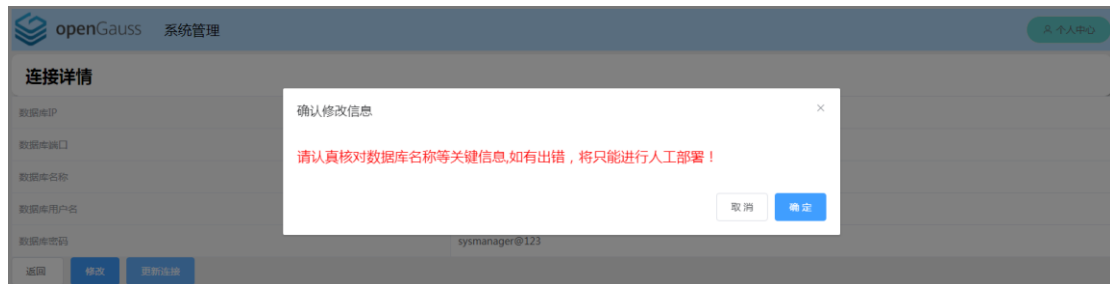 openGauss 系统管理 个人中心
连接详情
确认修改信息 ×
数据库IP
请认真核对数据库名称等关键信息,如有出错，将只能进行人工部署！
数据库端口
数据库名称
数据库用户名
取消 确定
数据库密码 sysmanager@123
返回 修改 更新连接